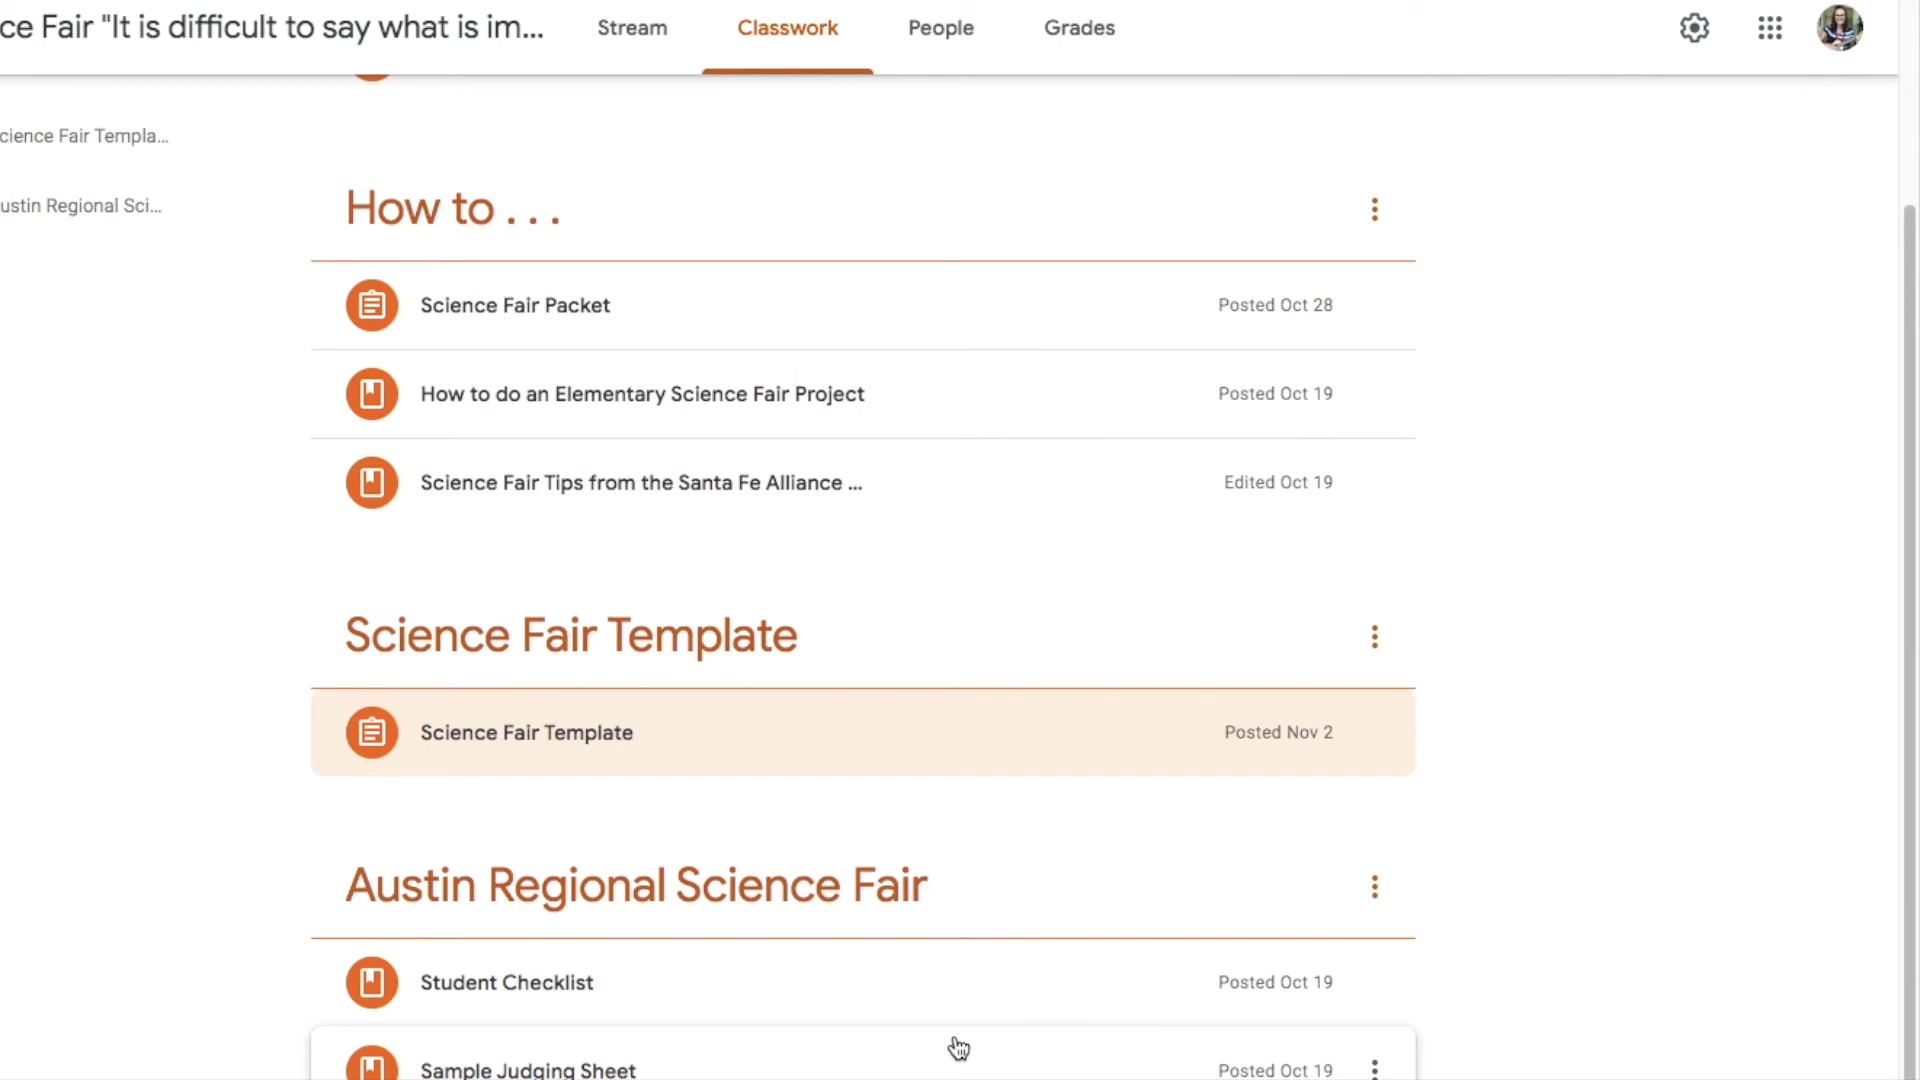 ce Fair "It is difficult to say what is im...
Stream
Classwork
People
Grades
cience Fair Templa...
ustin Regional Sci...
How to . . .
Science Fair Packet
Posted Oct 28
How to do an Elementary Science Fair Project
Posted Oct 19
Science Fair Tips from the Santa Fe Alliance ...
Edited Oct 19
Science Fair Template
Science Fair Template
Posted Nov 2
Austin Regional Science Fair
Student Checklist
Posted Oct 19
Sample Judging Sheet
Posted Oct 19